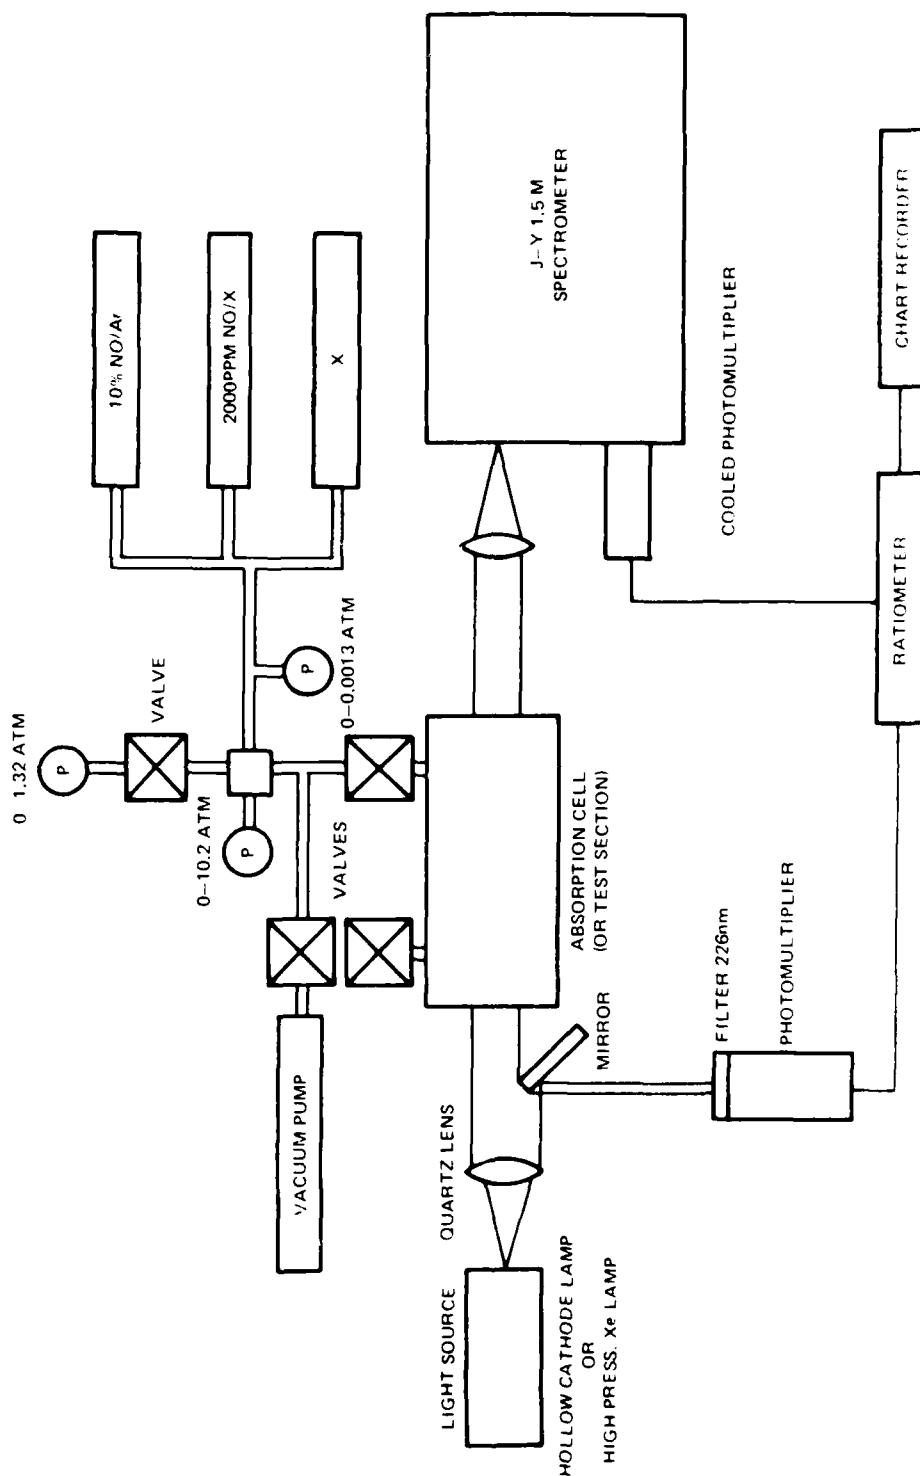 0 1.32 ATM
P
VALVE
0–10.2 ATM
P
P
0–0.0013 ATM
10% NO/Ar
2000PPM NO/X
X
VACUUM PUMP
VALVES
LIGHT SOURCE
HOLLOW CATHODE LAMP
OR
HIGH PRESS. Xe LAMP
QUARTZ LENS
MIRROR
ABSORPTION CELL
(OR TEST SECTION)
J–Y 1.5 M
SPECTROMETER
COOLED PHOTOMULTIPLIER
FILTER 226nm
PHOTOMULTIPLIER
RATIOMETER
CHART RECORDER